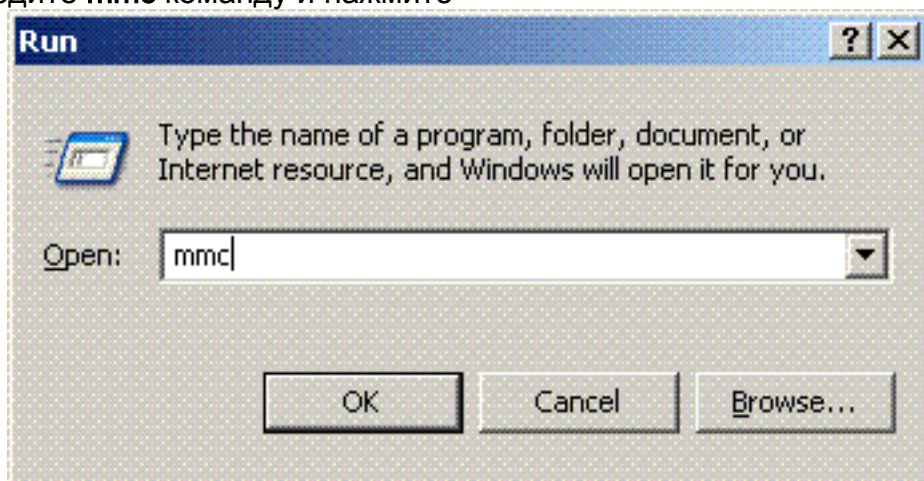 mmc команду и нажмите
Run
Type the name of a program, folder, document, or
Internet resource, and Windows will open it for you.
Open: mmc
OK Cancel Browse...